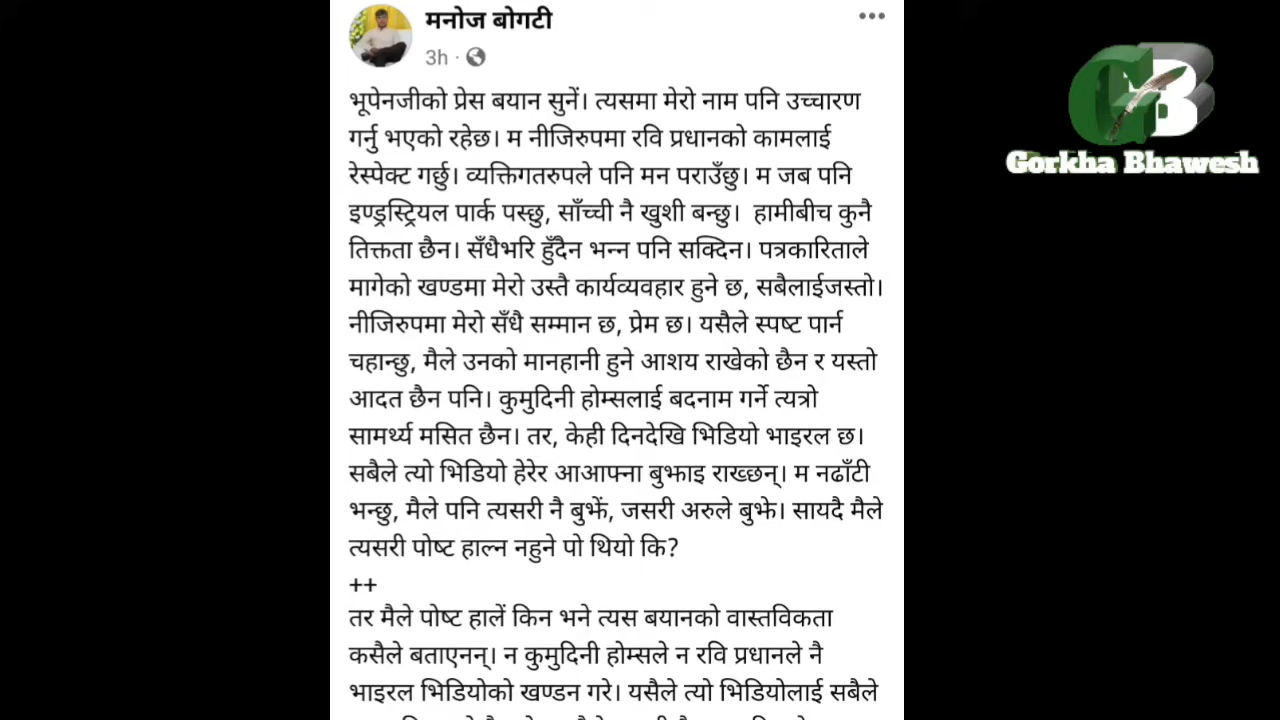 मनोज बोगटी
3h ·
भूपेनजीको प्रेस बयान सुनें। त्यसमा मेरो नाम पनि उच्चारण
गर्नु भएको रहेछ। म नीजिरुपमा रवि प्रधानको कामलाई
रेस्पेक्ट गर्छु। व्यक्तिगतरुपले पनि मन पराउँछु। म जब पनि
इण्ड्रस्ट्रियल पार्क पस्छु, साँच्ची नै खुशी बन्छु। हामीबीच कुनै
तिक्तता छैन। सँधैभरि हुँदैन भन्न पनि सक्दिन। पत्रकारिताले
मागेको खण्डमा मेरो उस्तै कार्यव्यवहार हुने छ, सबैलाईजस्तो।
नीजिरुपमा मेरो सँधै सम्मान छ, प्रेम छ। यसैले स्पष्ट पार्न
चहान्छु, मैले उनको मानहानी हुने आशय राखेको छैन र यस्तो
आदत छैन पनि। कुमुदिनी होम्सलाई बदनाम गर्ने त्यत्रो
सामर्थ्य मसित छैन। तर, केही दिनदेखि भिडियो भाइरल छ।
सबैले त्यो भिडियो हेरेर आआफ्ना बुझाइ राख्छन्। म नढाँटी
भन्छु, मैले पनि त्यसरी नै बुझें, जसरी अरुले बुझे। सायदै मैले
त्यसरी पोष्ट हाल्न नहुने पो थियो कि?
++
तर मैले पोष्ट हालें किन भने त्यस बयानको वास्तविकता
कसैले बताएनन्। न कुमुदिनी होम्सले न रवि प्रधानले नै
भाइरल भिडियोको खण्डन गरे। यसैले त्यो भिडियोलाई सबैले
GB
Gorkha Bhawesh